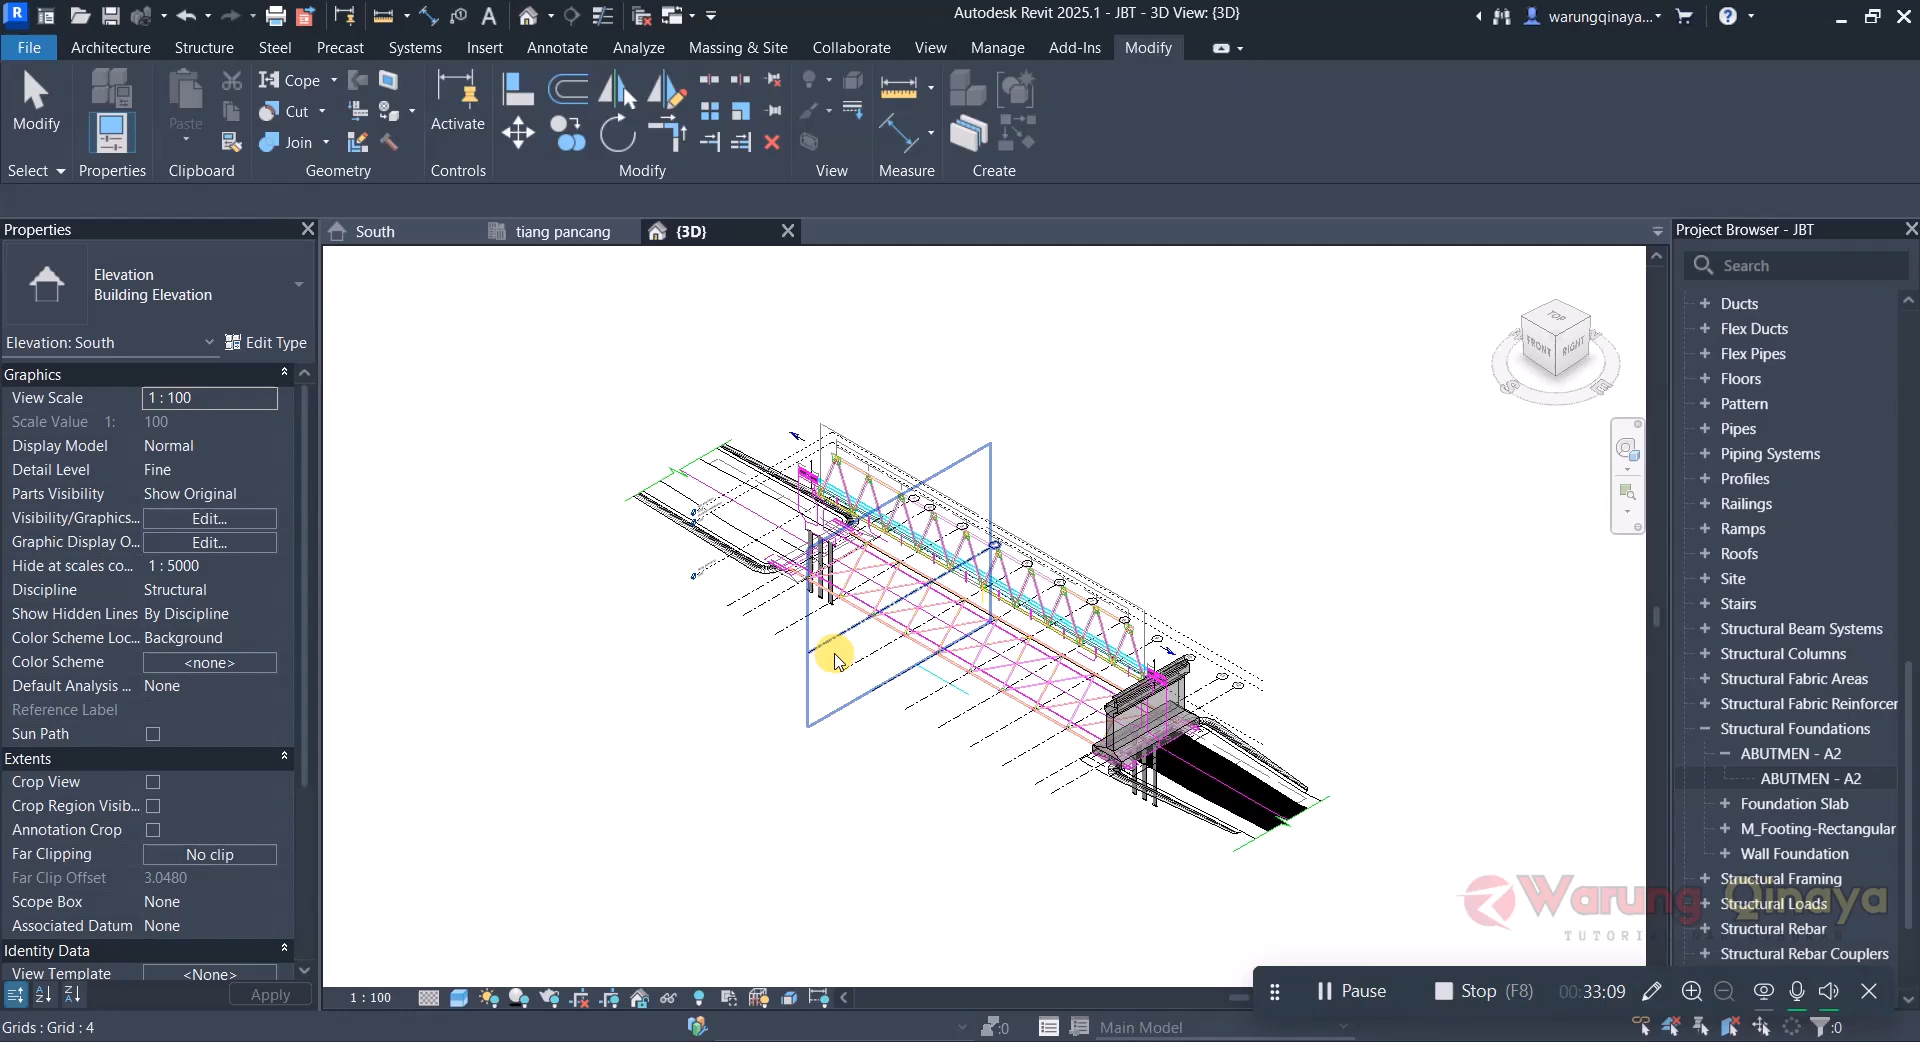 Autodesk Revit 2025.1 - JBT - 3D View: {3D}
warungqinaya...
File
Architecture
Structure
Steel
Precast
Systems
Insert
Annotate
Analyze
Massing & Site
Collaborate
View
Manage
Add-Ins
Modify
Modify
Paste
Cope
Cut
Join
Activate
Select
Properties
Clipboard
Geometry
Controls
Modify
View
Measure
Create
Properties
Elevation
Building Elevation
Elevation: South
Edit Type
Graphics
View Scale 1 : 100
Scale Value 1: 100
Display Model Normal
Detail Level Fine
Parts Visibility Show Original
Visibility/Graphics... Edit...
Graphic Display O... Edit...
Hide at scales co... 1 : 5000
Discipline Structural
Show Hidden Lines By Discipline
Color Scheme Loc... Background
Color Scheme <none>
Default Analysis ... None
Reference Label
Sun Path
Extents
Crop View
Crop Region Visib...
Annotation Crop
Far Clipping No clip
Far Clip Offset 3.0480
Scope Box None
Associated Datum None
Identity Data
View Template <None>
Apply
South
tiang pancang
{3D}
TOP
FRONT
RIGHT
S
E
1 : 100
Project Browser - JBT
Search
Ducts
Flex Ducts
Flex Pipes
Floors
Pattern
Pipes
Piping Systems
Profiles
Railings
Ramps
Roofs
Site
Stairs
Structural Beam Systems
Structural Columns
Structural Fabric Areas
Structural Fabric Reinforcer
Structural Foundations
ABUTMEN - A2
ABUTMEN - A2
Foundation Slab
M_Footing-Rectangular
Wall Foundation
Structural Framing
Structural Loads
Structural Rebar
Structural Rebar Couplers
Warung Qinaya
Pause
Stop (F8)
00:33:09
Grids : Grid : 4
:0
Main Model
:0